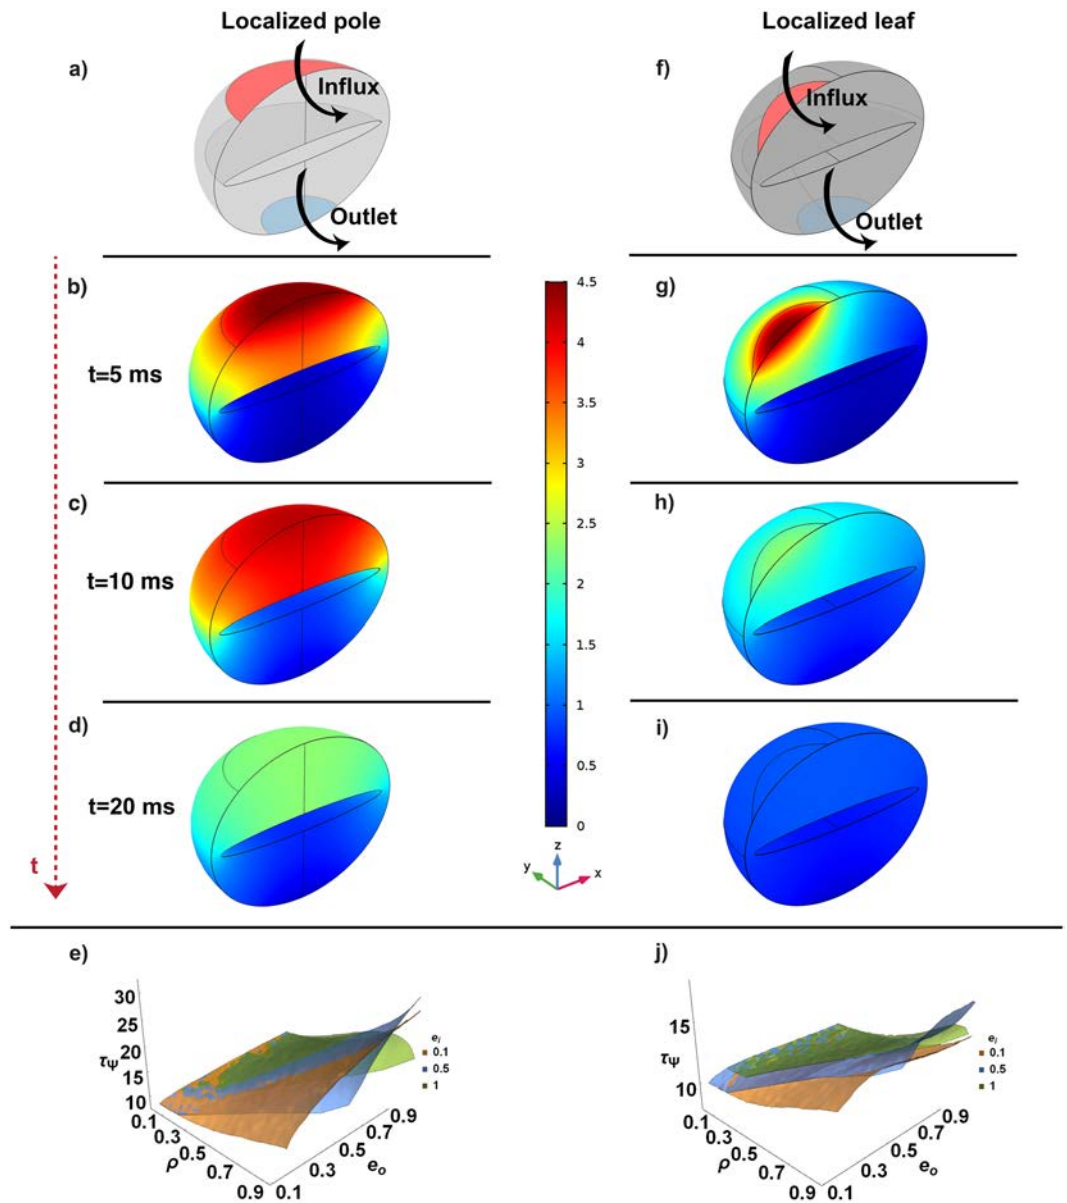 Localized pole
Localized leaf
a)
Influx
Outlet
f)
Influx
Outlet
b)
t=5 ms
g)
4.5
4
3.5
3
2.5
2
1.5
1
0.5
0
c)
t=10 ms
h)
d)
t=20 ms
i)
t
y
z
x
e)
30
25
20
15
10
τψ
0.1
0.3
0.5
0.7
0.9
ρ
0.1
0.3
0.5
0.7
0.9
eₒ
eᵢ
0.1
0.5
1
j)
15
10
τψ
0.1
0.3
0.5
0.7
0.9
ρ
0.1
0.3
0.5
0.7
0.9
eₒ
eᵢ
0.1
0.5
1